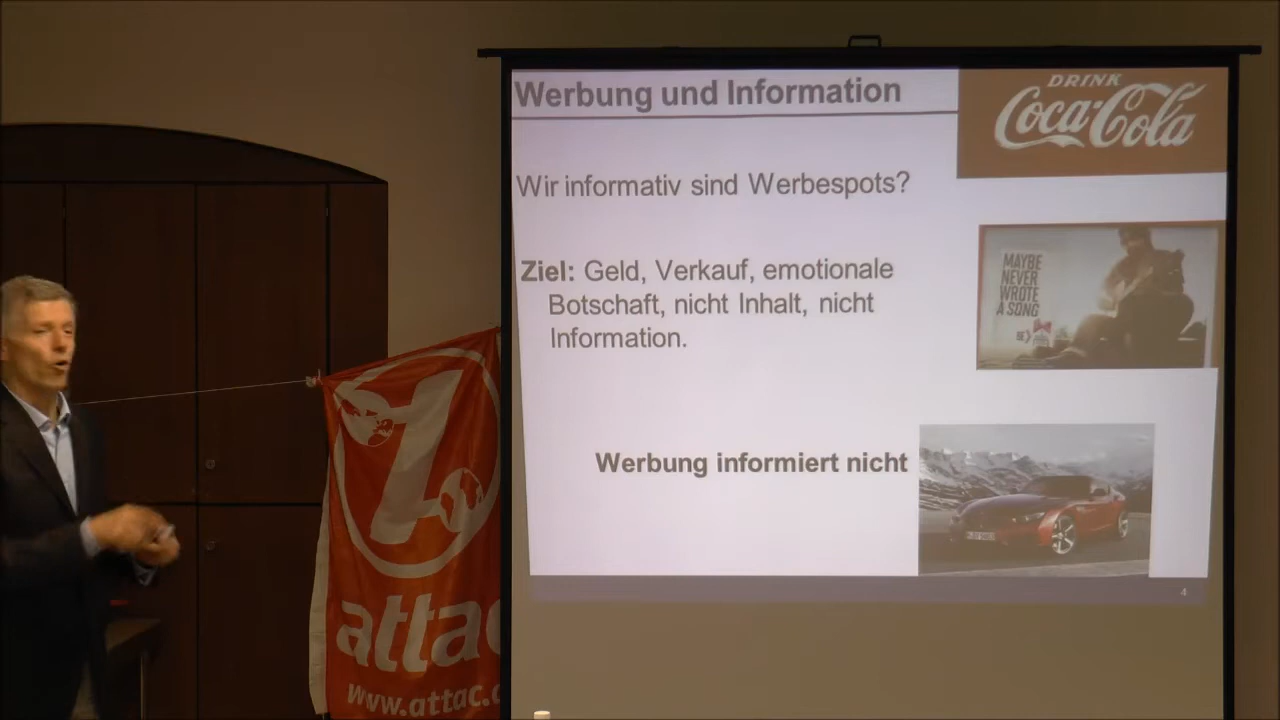 Werbung und Information
DRINK
Coca-Cola
Wir informativ sind Werbespots?
Ziel: Geld, Verkauf, emotionale
Botschaft, nicht Inhalt, nicht
Information.
MAYBE
NEVER
WROTE
A SONG
BE>
Werbung informiert nicht
4
attac
www.attac.